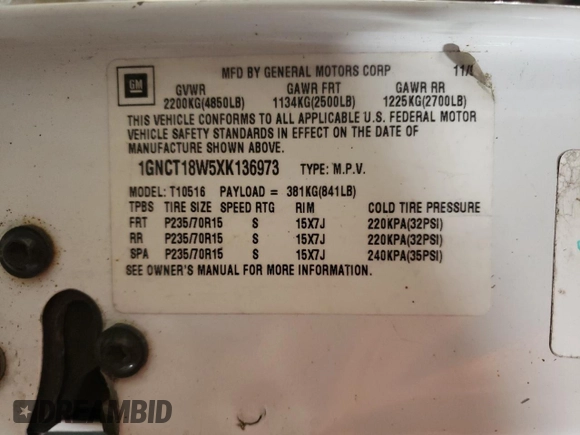 GM
MFD BY GENERAL MOTORS CORP 11/
GVWR GAWR FRT GAWR RR
2200KG(4850LB) 1134KG(2500LB) 1225KG(2700LB)
THIS VEHICLE CONFORMS TO ALL APPLICABLE U.S. FEDERAL MOTOR
VEHICLE SAFETY STANDARDS IN EFFECT ON THE DATE OF
MANUFACTURE SHOWN ABOVE.
1GNCT18W5XK136973 TYPE: M.P.V.
MODEL: T10516 PAYLOAD = 381KG(841LB)
TPBS TIRE SIZE SPEED RTG RIM COLD TIRE PRESSURE
FRT P235/70R15 S 15X7J 220KPA(32PSI)
RR P235/70R15 S 15X7J 220KPA(32PSI)
SPA P235/70R15 S 15X7J 240KPA(35PSI)
SEE OWNER'S MANUAL FOR MORE INFORMATION.
DREAMBID